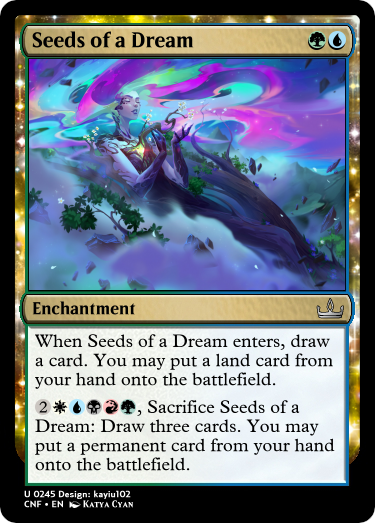 Seeds of a Dream
Enchantment
When Seeds of a Dream enters, draw
a card. You may put a land card from
your hand onto the battlefield.
2, Sacrifice Seeds of a
Dream: Draw three cards. You may
put a permanent card from your hand
onto the battlefield.
U 0245 Design: kayiu102
CNF • EN Katya Cyan